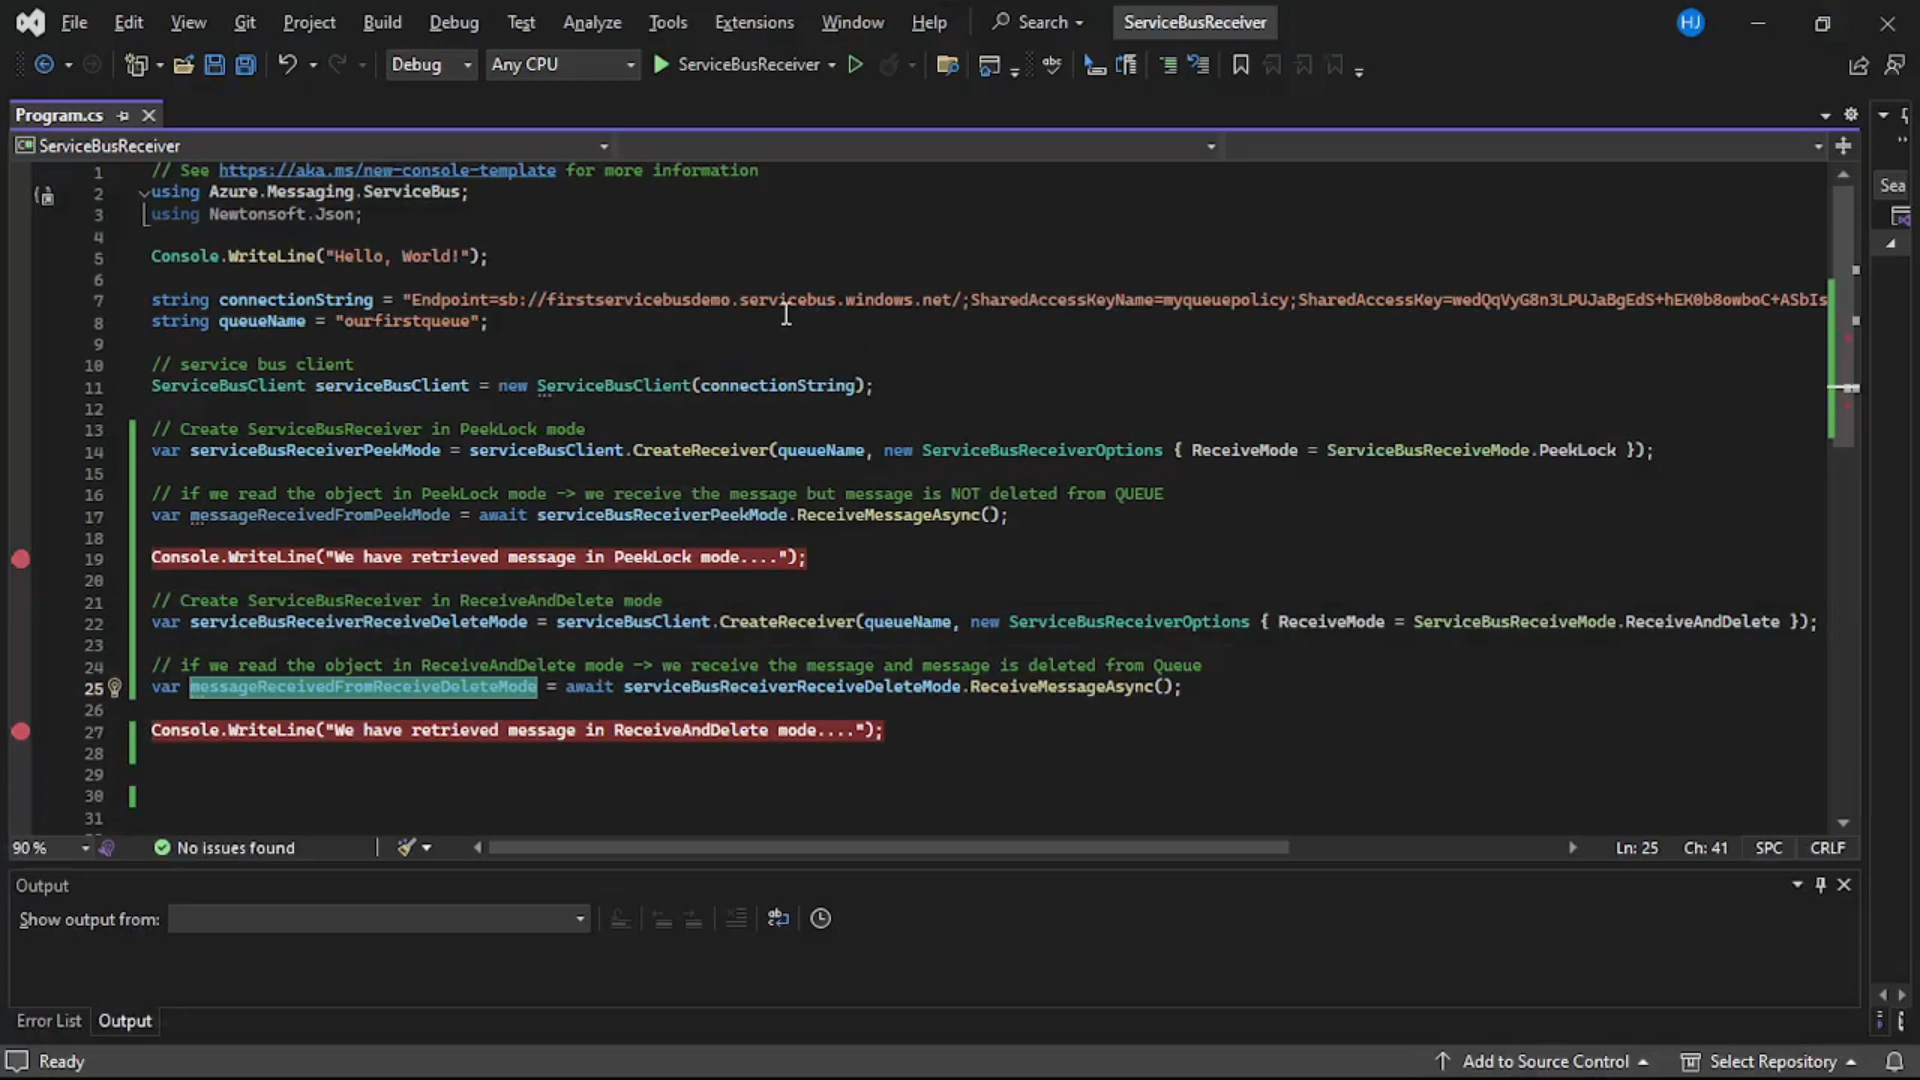 File Edit View Git Project Build Debug Test Analyze Tools Extensions Window Help Search ServiceBusReceiver HJ
Debug Any CPU ServiceBusReceiver
Program.cs
C# ServiceBusReceiver
1 // See https://aka.ms/new-console-template for more information
2 using Azure.Messaging.ServiceBus;
3 using Newtonsoft.Json;
4
5 Console.WriteLine("Hello, World!");
6
7 string connectionString = "Endpoint=sb://firstservicebusdemo.servicebus.windows.net/;SharedAccessKeyName=myqueuepolicy;SharedAccessKey=wedQqVyG8n3LPUJaBgEdS+hEK0b8owboC+ASbIs
8 string queueName = "ourfirstqueue";
9
10 // service bus client
11 ServiceBusClient serviceBusClient = new ServiceBusClient(connectionString);
12
13 // Create ServiceBusReceiver in PeekLock mode
14 var serviceBusReceiverPeekMode = serviceBusClient.CreateReceiver(queueName, new ServiceBusReceiverOptions { ReceiveMode = ServiceBusReceiveMode.PeekLock });
15
16 // if we read the object in PeekLock mode -> we receive the message but message is NOT deleted from QUEUE
17 var messageReceivedFromPeekMode = await serviceBusReceiverPeekMode.ReceiveMessageAsync();
18
19 Console.WriteLine("We have retrieved message in PeekLock mode....");
20
21 // Create ServiceBusReceiver in ReceiveAndDelete mode
22 var serviceBusReceiverReceiveDeleteMode = serviceBusClient.CreateReceiver(queueName, new ServiceBusReceiverOptions { ReceiveMode = ServiceBusReceiveMode.ReceiveAndDelete });
23
24 // if we read the object in ReceiveAndDelete mode -> we receive the message and message is deleted from Queue
25 var messageReceivedFromReceiveDeleteMode = await serviceBusReceiverReceiveDeleteMode.ReceiveMessageAsync();
26
27 Console.WriteLine("We have retrieved message in ReceiveAndDelete mode....");
28
29
30
31
Sea
90 % No issues found Ln: 25 Ch: 41 SPC CRLF
Output
Show output from:
Error List Output
Ready Add to Source Control Select Repository